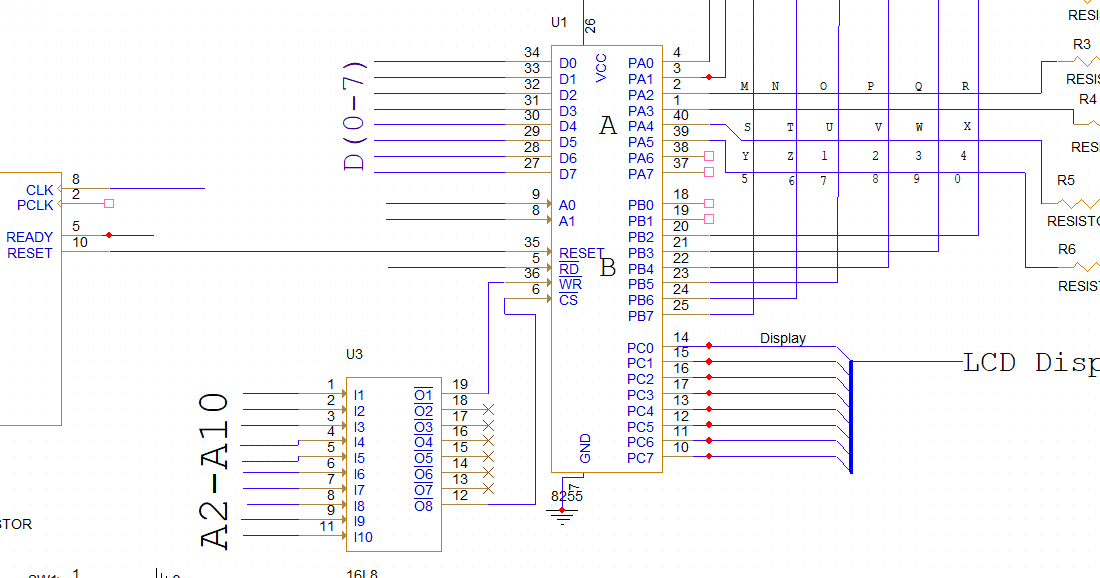 U1
26
VCC
34 D0
33 D1
32 D2
31 D3
30 D4
29 D5
28 D6
27 D7
9 A0
8 A1
35 RESET
5 RD
36 WR
6 CS
A
B
PA0 4
PA1 3
PA2 2
PA3 1
PA4 40
PA5 39
PA6 38
PA7 37
PB0 18
PB1 19
PB2 20
PB3 21
PB4 22
PB5 23
PB6 24
PB7 25
PC0 14
PC1 15
PC2 16
PC3 17
PC4 13
PC5 12
PC6 11
PC7 10
GND
7
8255
D(0-7)
CLK 8
PCLK 2
READY 5
RESET 10
M N O P Q R
S T U V W X
Y Z 1 2 3 4
5 6 7 8 9 0
RESI
R3
RESIS
R4
RES
R5
RESISTO
R6
RESIS
Display
LCD Disp
U3
1 I1
2 I2
3 I3
4 I4
5 I5
6 I6
7 I7
8 I8
9 I9
11 I10
O1 19
O2 18
O3 17
O4 16
O5 15
O6 14
O7 13
O8 12
A2-A10
STOR
1
16L8